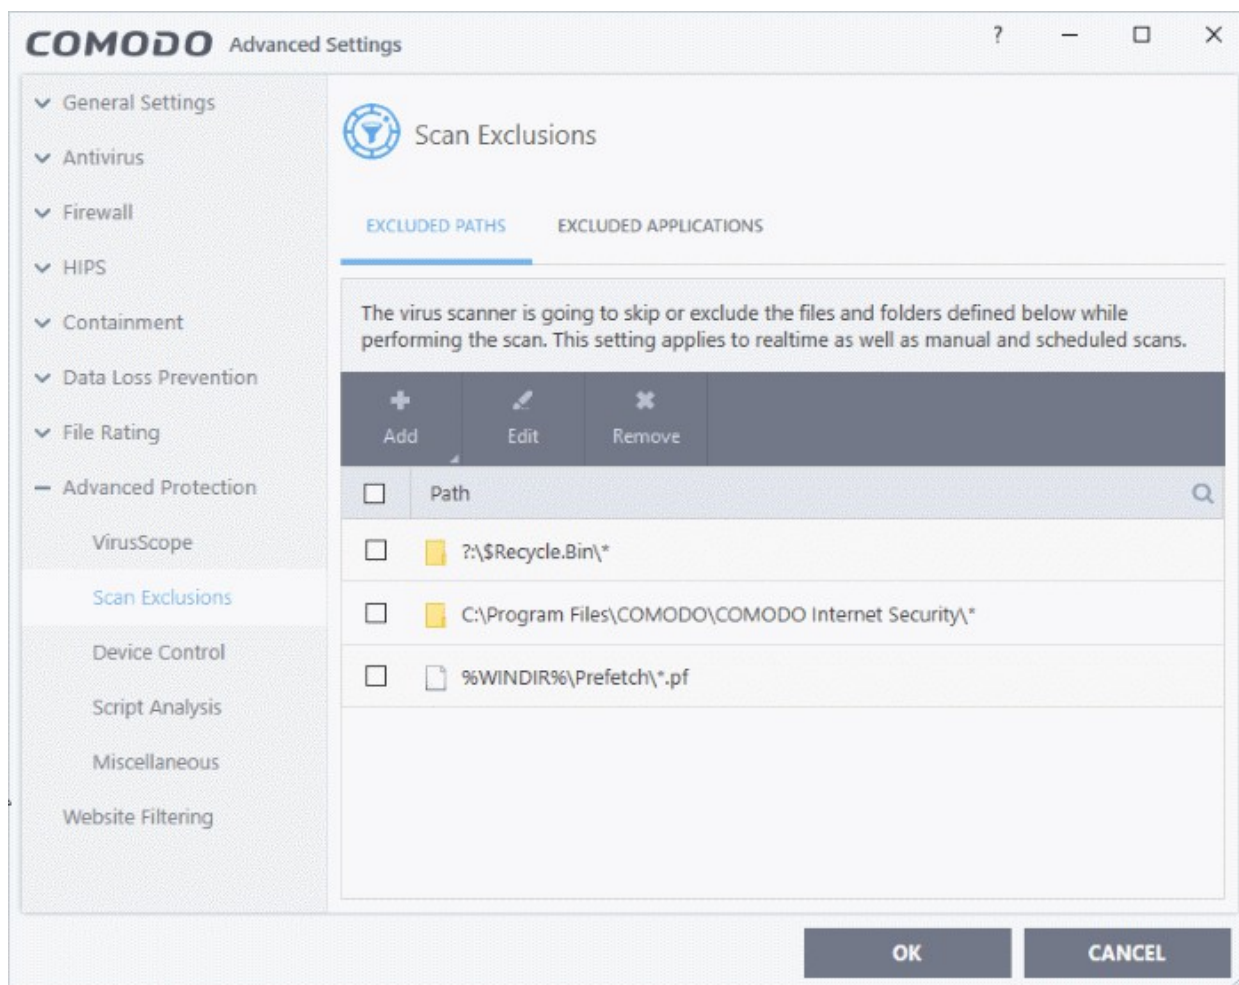 COMODO Advanced Settings ?
General Settings
Antivirus
Firewall
HIPS
Containment
Data Loss Prevention
File Rating
Advanced Protection
VirusScope
Scan Exclusions
Device Control
Script Analysis
Miscellaneous
Website Filtering
Scan Exclusions
EXCLUDED PATHS EXCLUDED APPLICATIONS
The virus scanner is going to skip or exclude the files and folders defined below while
performing the scan. This setting applies to realtime as well as manual and scheduled scans.
Add Edit Remove
Path
?:\$Recycle.Bin\*
C:\Program Files\COMODO\COMODO Internet Security\*
%WINDIR%\Prefetch\*.pf
OK CANCEL